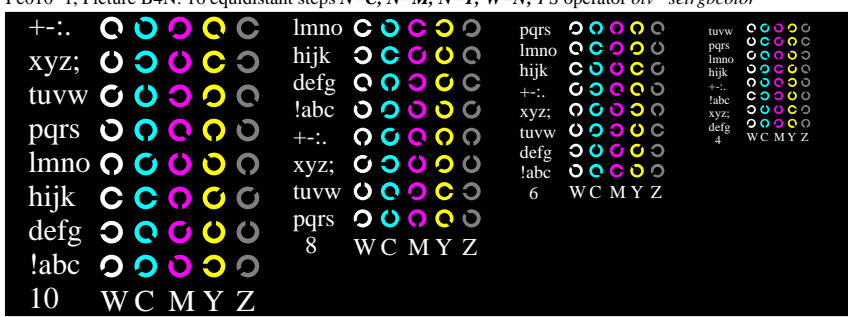 +-:.
xyz;
tuvw
pqrs
lmno
hijk
defg
!abc
10 W C M Y Z
lmno
hijk
defg
!abc
+-:.
xyz;
tuvw
pqrs
8 W C M Y Z
pqrs
lmno
hijk
+-:.
xyz;
tuvw
defg
!abc
6 W C M Y Z
tuvw
pqrs
lmno
hijk
+-:.
!abc
xyz;
defg
4 W C M Y Z